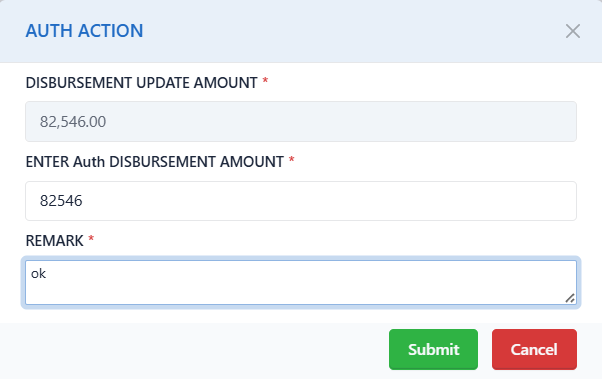 AUTH ACTION
DISBURSEMENT UPDATE AMOUNT *
82,546.00
ENTER Auth DISBURSEMENT AMOUNT *
82546
REMARK *
ok
Submit Cancel